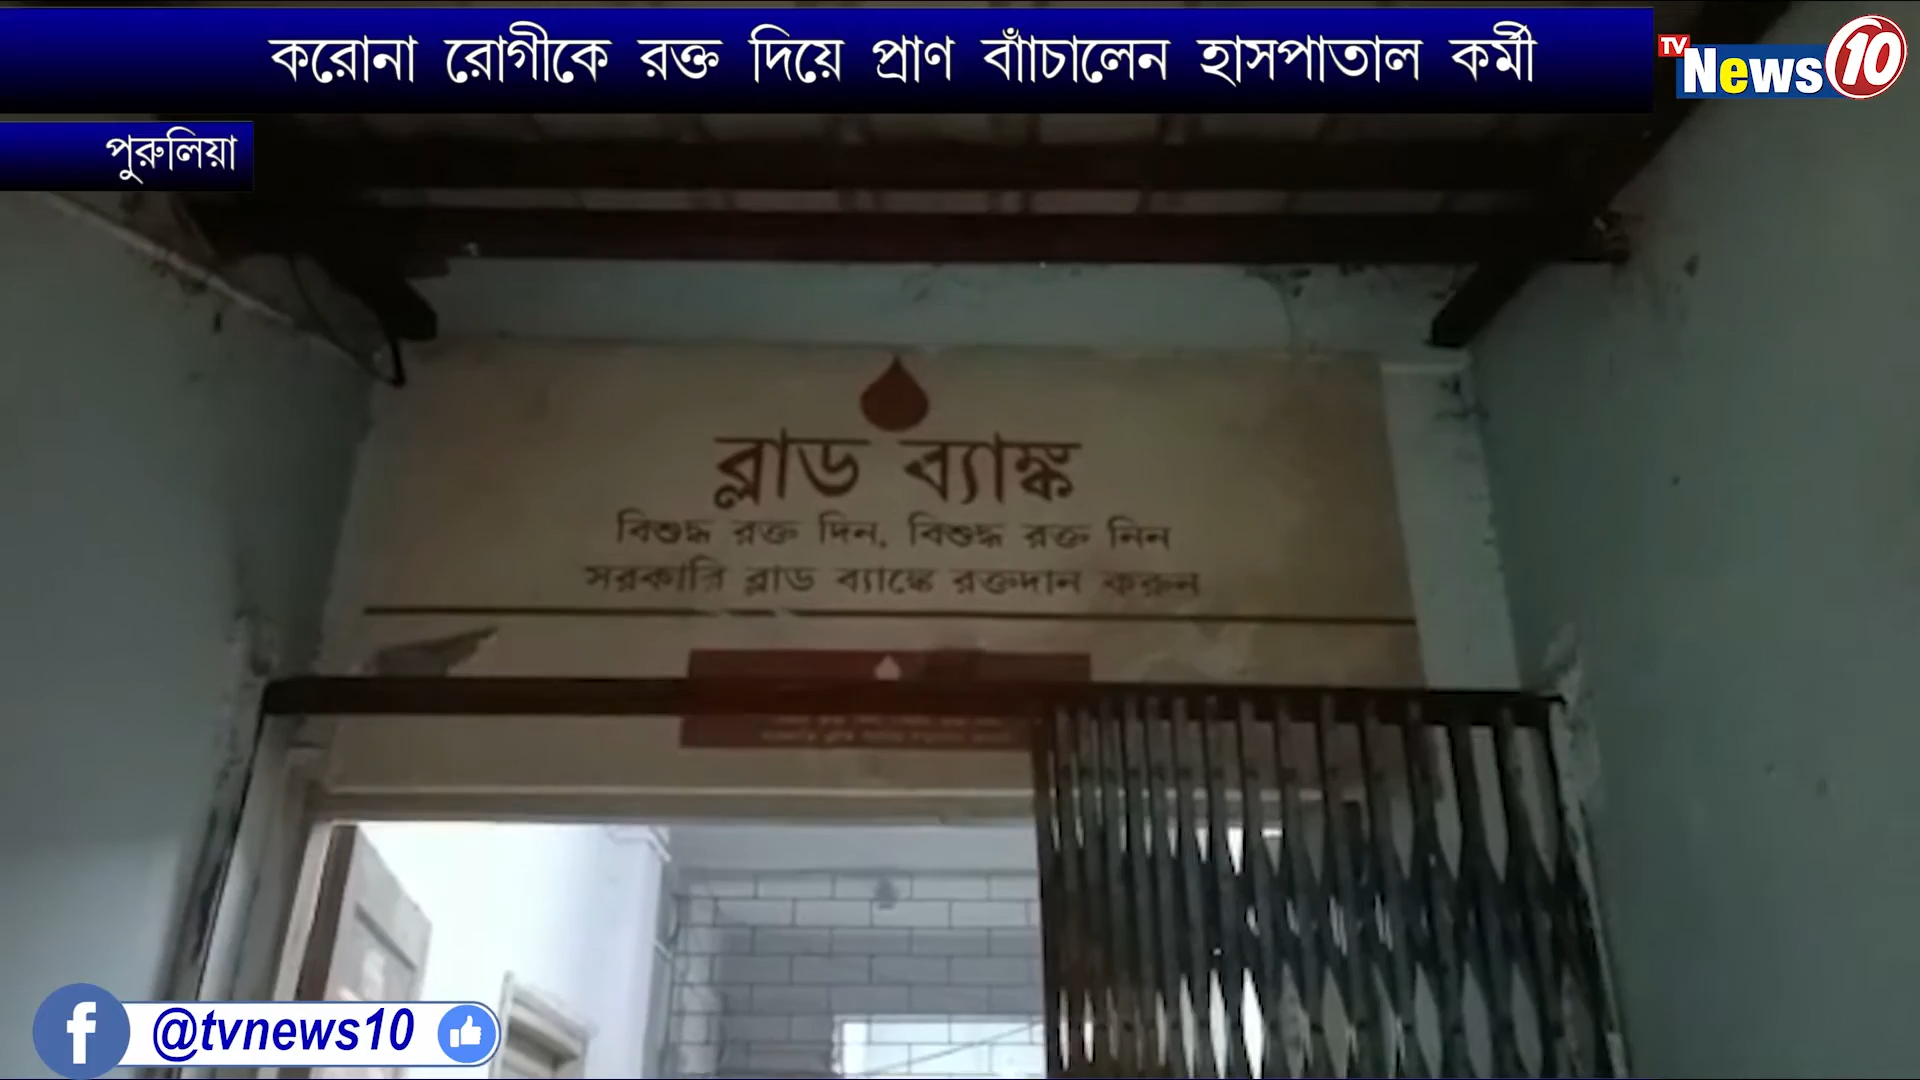 করোনা রোগীকে রক্ত দিয়ে প্রাণ বাঁচালেন হাসপাতাল কর্মী
TV News 10
পুরুলিয়া
ব্লাড ব্যাঙ্ক
বিশুদ্ধ রক্ত দিন, বিশুদ্ধ রক্ত নিন
সরকারি ব্লাড ব্যাঙ্কে রক্তদান করুন
@tvnews10